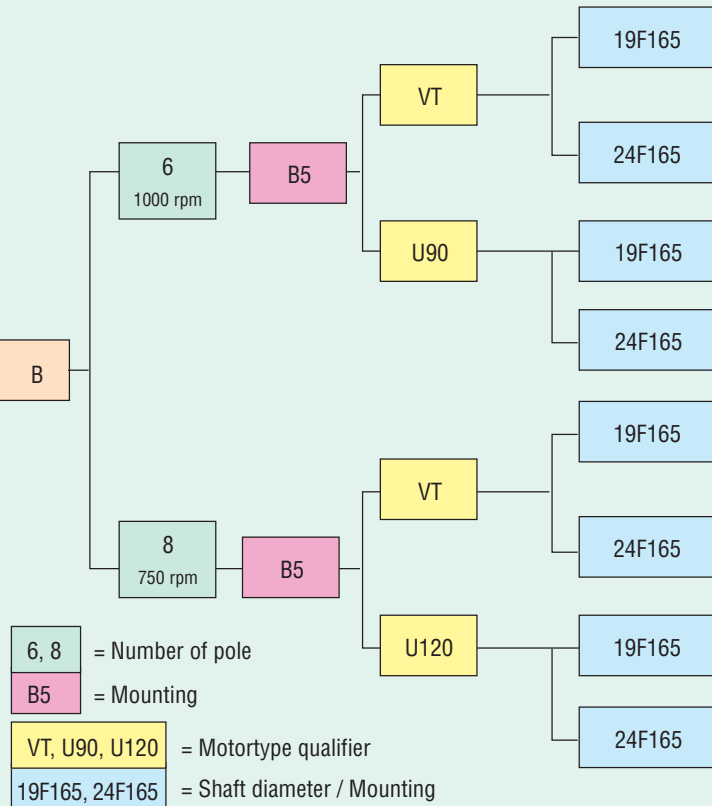 19F165
VT
24F165
6
1000 rpm
B5
U90
19F165
24F165
B
19F165
VT
24F165
8
750 rpm
B5
U120
19F165
24F165
6, 8 = Number of pole
B5 = Mounting
VT, U90, U120 = Motortype qualifier
19F165, 24F165 = Shaft diameter / Mounting